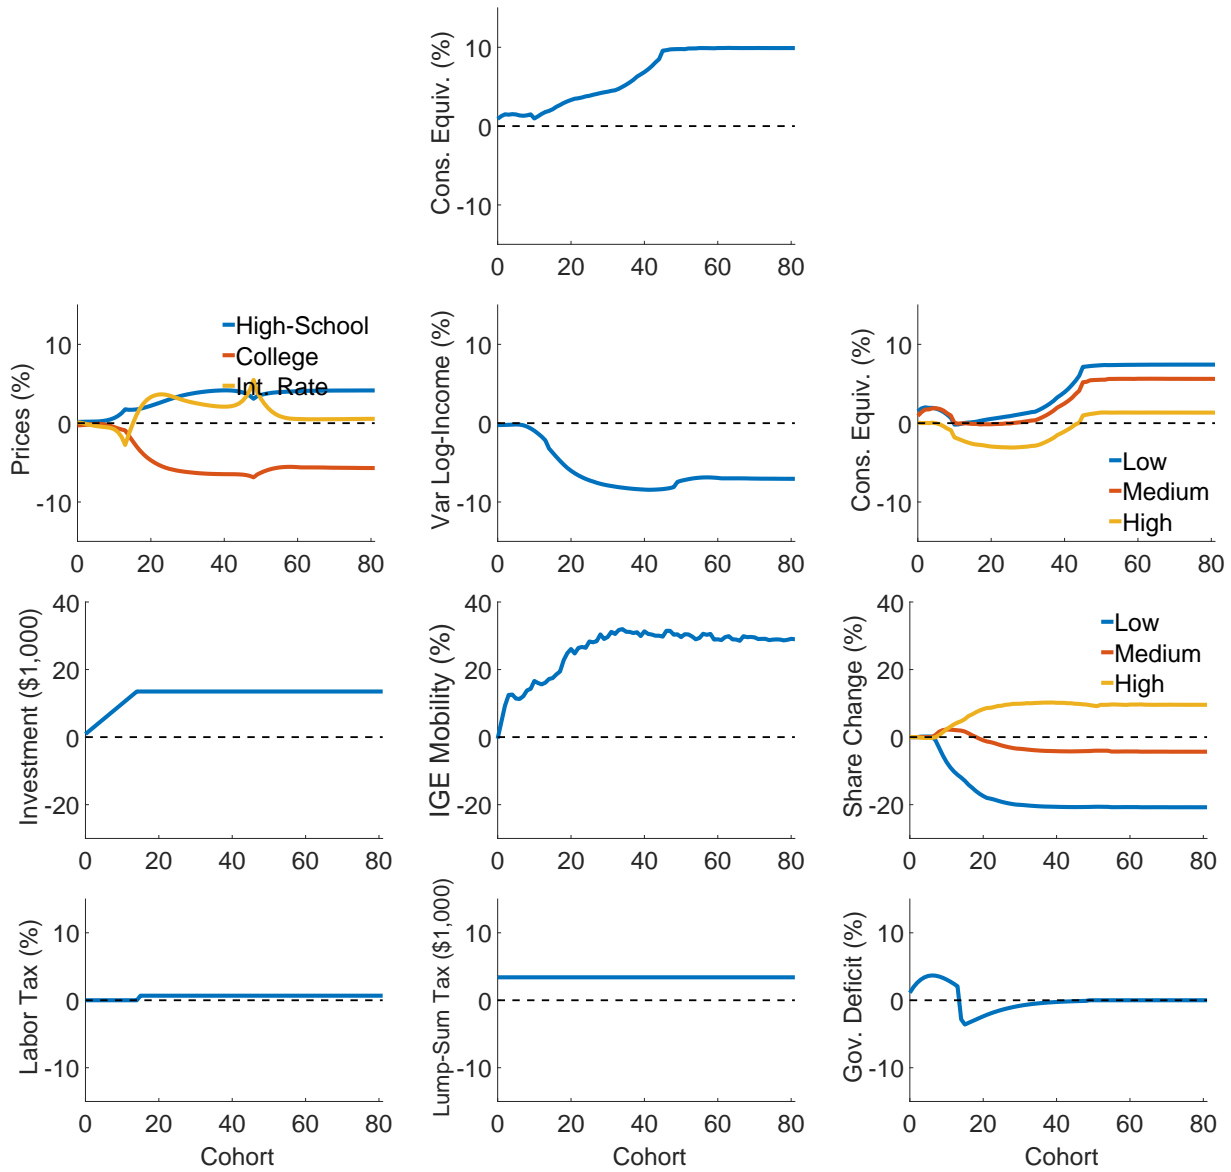 Cons. Equiv. (%)
10
0
-10
0 20 40 60 80
Prices (%)
10
0
-10
High-School
College
Int. Rate
0 20 40 60 80
Var Log-Income (%)
10
0
-10
0 20 40 60 80
Cons. Equiv. (%)
10
0
-10
Low
Medium
High
0 20 40 60 80
Investment ($1,000)
40
20
0
-20
0 20 40 60 80
IGE Mobility (%)
40
20
0
-20
0 20 40 60 80
Share Change (%)
40
20
0
-20
Low
Medium
High
0 20 40 60 80
Labor Tax (%)
10
0
-10
0 20 40 60 80
Cohort
Lump-Sum Tax ($1,000)
10
0
-10
0 20 40 60 80
Cohort
Gov. Deficit (%)
10
0
-10
0 20 40 60 80
Cohort